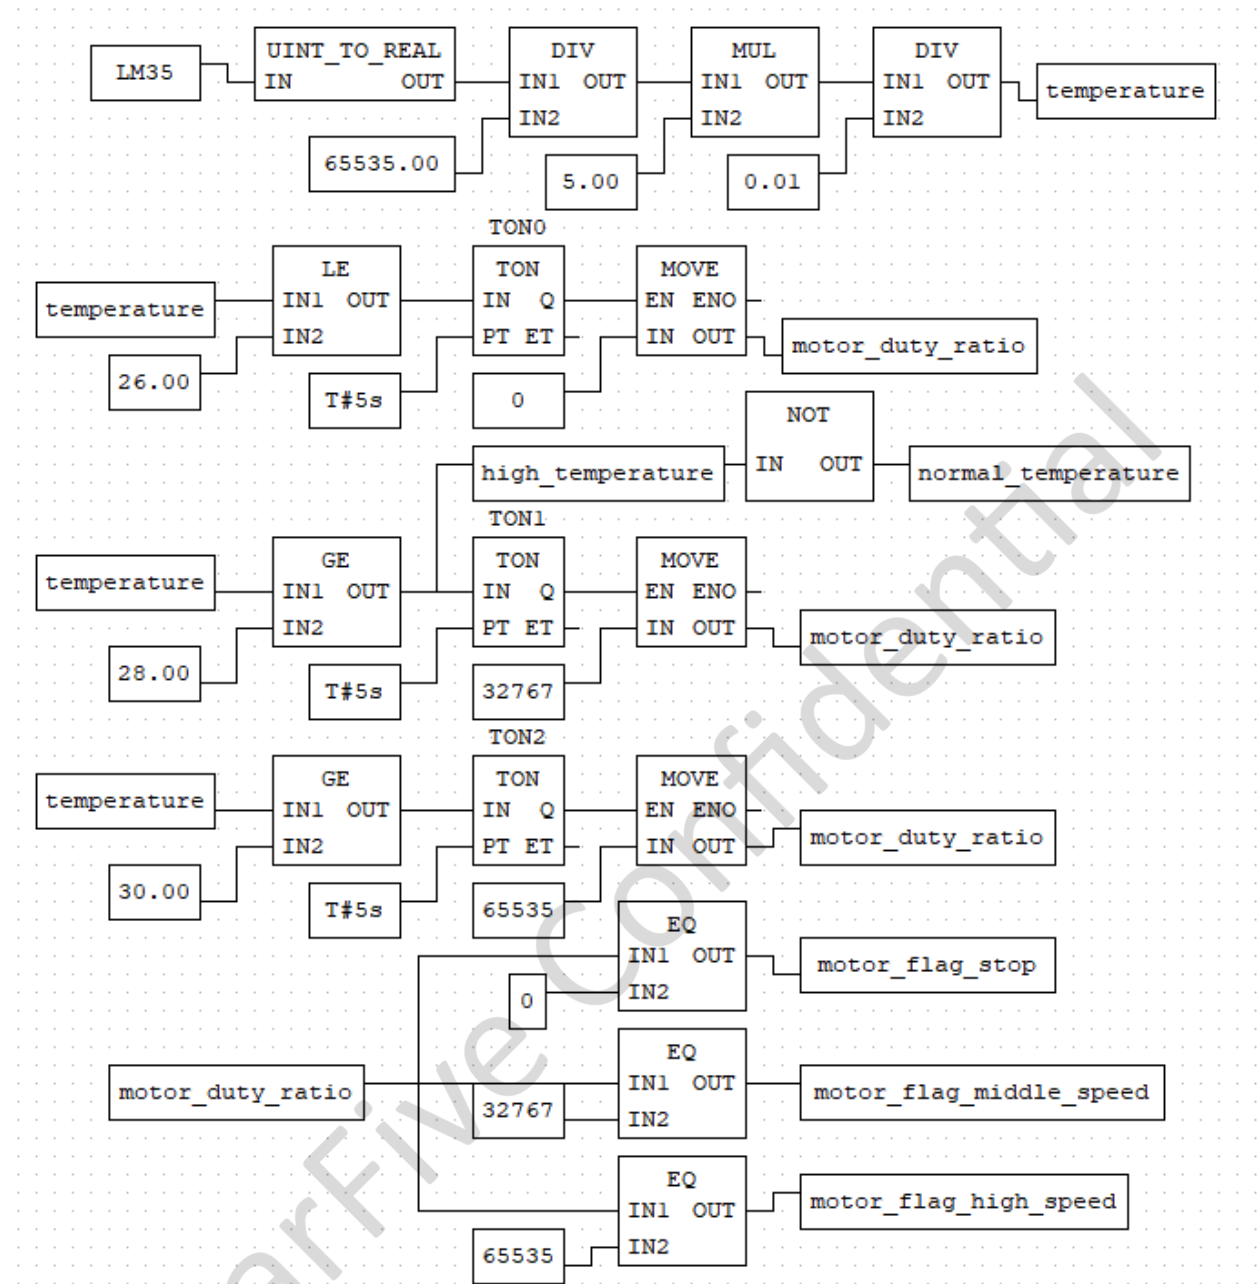 UINT_TO_REAL DIV MUL DIV
LM35 IN OUT IN1 OUT IN1 OUT IN1 OUT temperature
IN2 IN2 IN2
65535.00 5.00 0.01
TON0
LE TON MOVE
temperature IN1 OUT IN Q EN ENO
IN2 PT ET IN OUT motor_duty_ratio
26.00 T#5s 0
NOT
high_temperature IN OUT normal_temperature
TON1
GE TON MOVE
temperature IN1 OUT IN Q EN ENO
IN2 PT ET IN OUT motor_duty_ratio
28.00 T#5s 32767
TON2
GE TON MOVE
temperature IN1 OUT IN Q EN ENO
IN2 PT ET IN OUT motor_duty_ratio
30.00 T#5s 65535
EQ
IN1 OUT motor_flag_stop
0 IN2
EQ
motor_duty_ratio IN1 OUT motor_flag_middle_speed
32767 IN2
EQ
IN1 OUT motor_flag_high_speed
65535 IN2
Confidential